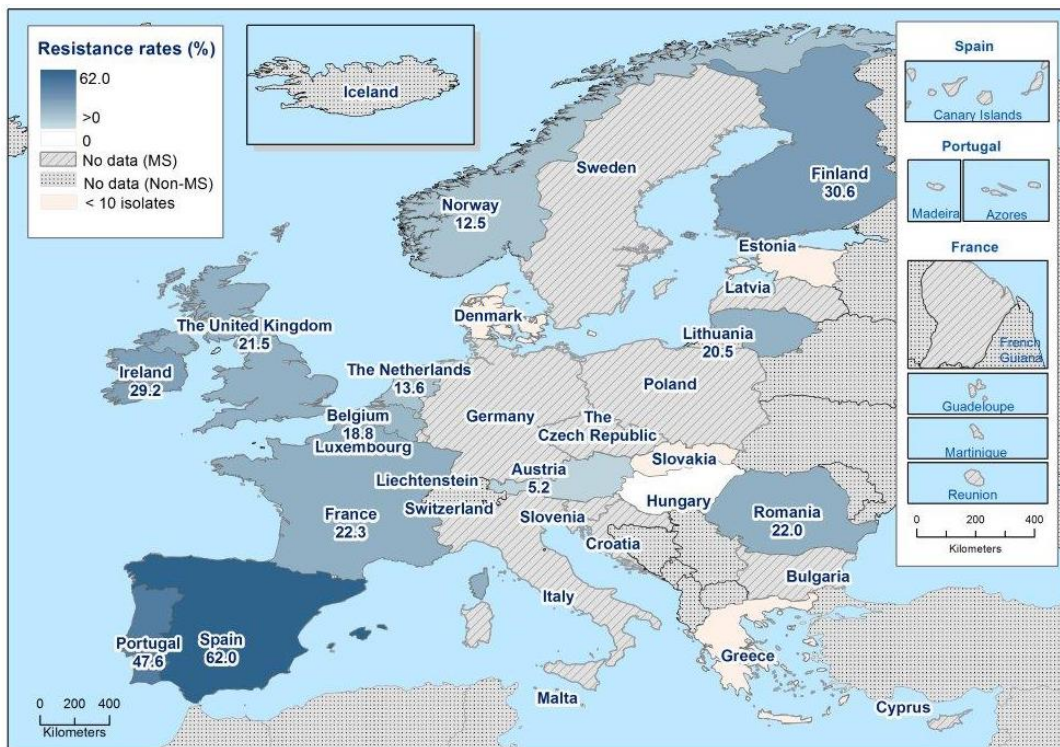 Resistance rates (%)
62.0
>0
0
No data (MS)
No data (Non-MS)
< 10 isolates
Iceland
Spain
Canary Islands
Portugal
Madeira
Azores
France
French
Guiana
Guadeloupe
Martinique
Reunion
0 200 400
Kilometers
Sweden
Finland
30.6
Norway
12.5
Estonia
Latvia
Denmark
Lithuania
20.5
The United Kingdom
21.5
Ireland
29.2
The Netherlands
13.6
Poland
Germany
Belgium
18.8
Luxembourg
The
Czech Republic
Slovakia
Austria
5.2
Liechtenstein
Hungary
Switzerland
France
22.3
Slovenia
Romania
22.0
Croatia
Bulgaria
Italy
Portugal
47.6
Spain
62.0
Greece
Malta
Cyprus
0 200 400
Kilometers